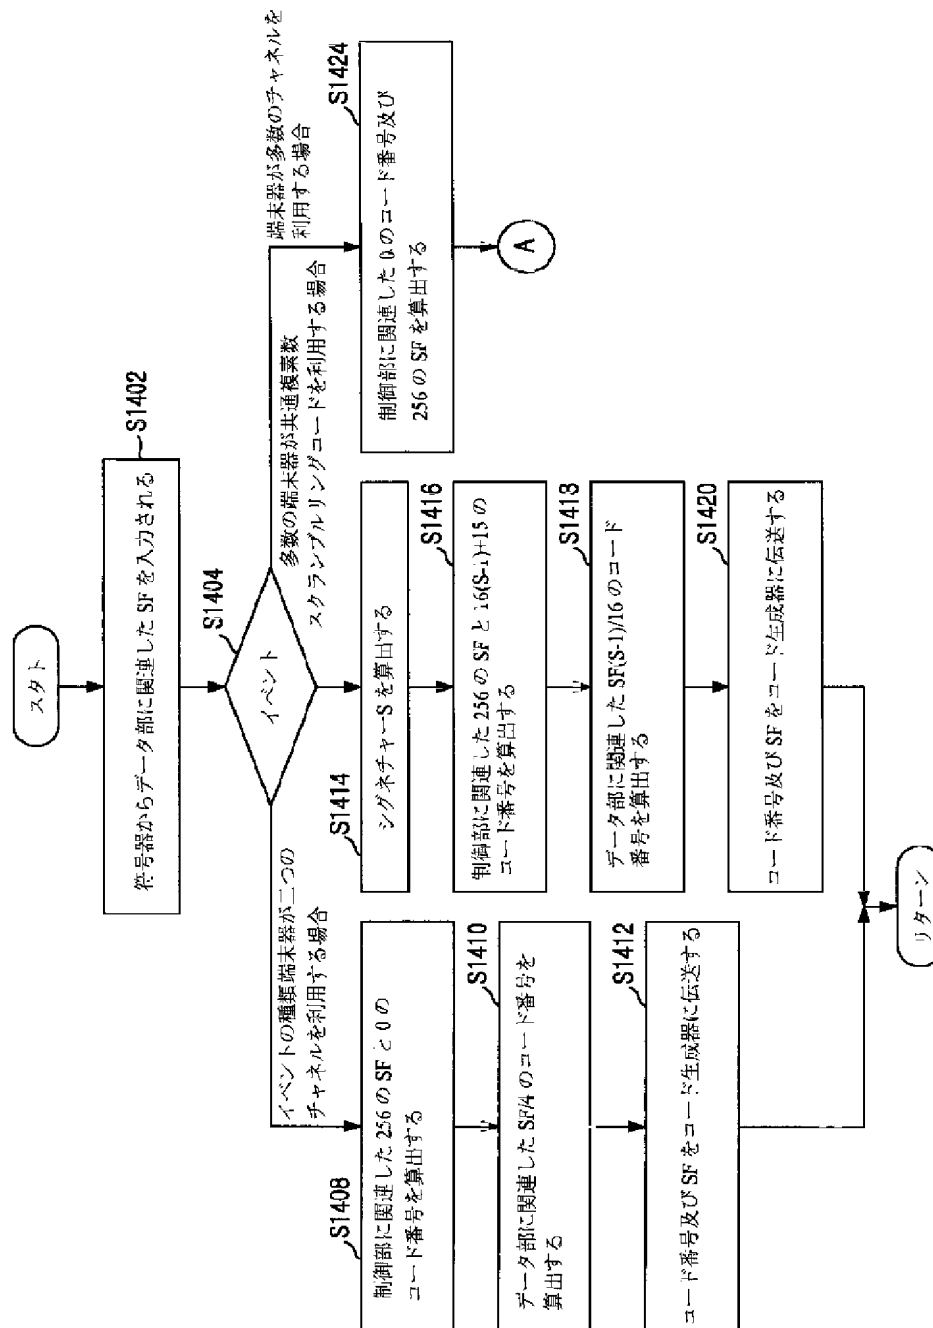 スタート
S1402
符号器からデータ部に関連した SF を入力される
S1404
イベント
イベントの種類端末器が二つの
チャネルを利用する場合
S1408
制御部に関連した 256 の SF と 0 の
コード番号を算出する
S1410
データ部に関連した SF/4 のコード番号を
算出する
S1412
コード番号及び SF をコード生成器に伝送する
多数の端末器が共通複素数
スクランブルリングコードを利用する場合
S1414
シグネチャー S を算出する
S1416
制御部に関連した 256 の SF と 16(S-1)+15 の
コード番号を算出する
S1418
データ部に関連した SF(S-1)/16 のコード
番号を算出する
S1420
コード番号及び SF をコード生成器に伝送する
端末器が多数のチャネルを
利用する場合
S1424
制御部に関連した 0 のコード番号及び
256 の SF を算出する
A
リターン